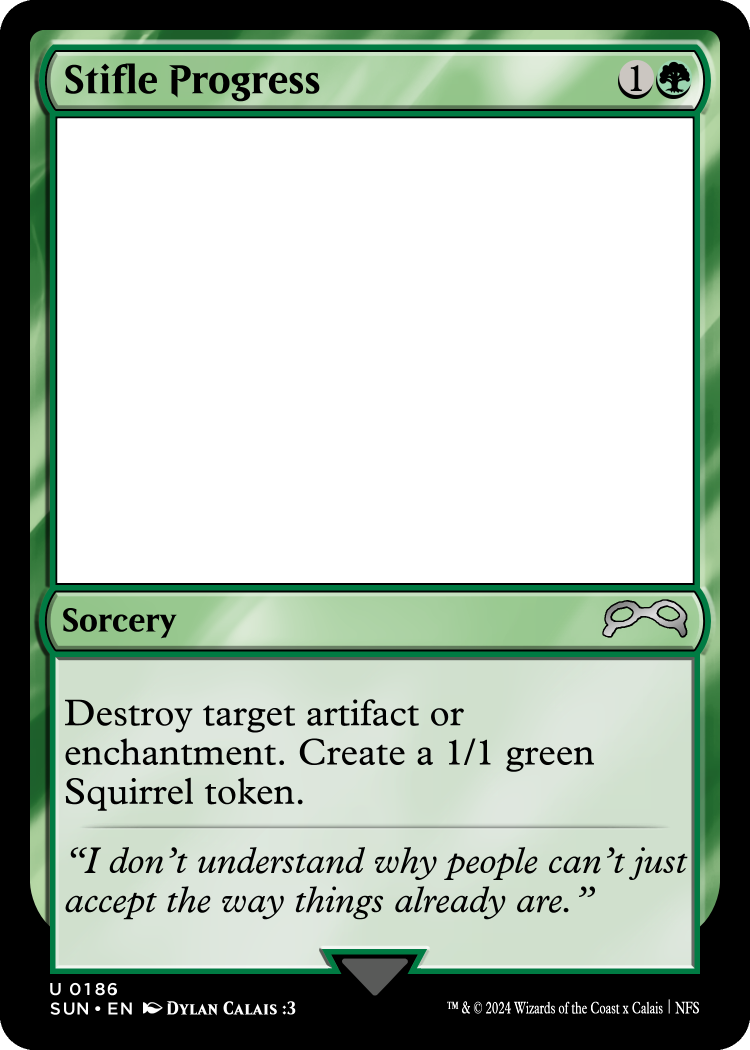 Stifle Progress 1
Sorcery
Destroy target artifact or
enchantment. Create a 1/1 green
Squirrel token.
“I don’t understand why people can’t just
accept the way things already are.”
U 0186
SUN • EN Dylan Calais :3
™ & © 2024 Wizards of the Coast x Calais | NFS